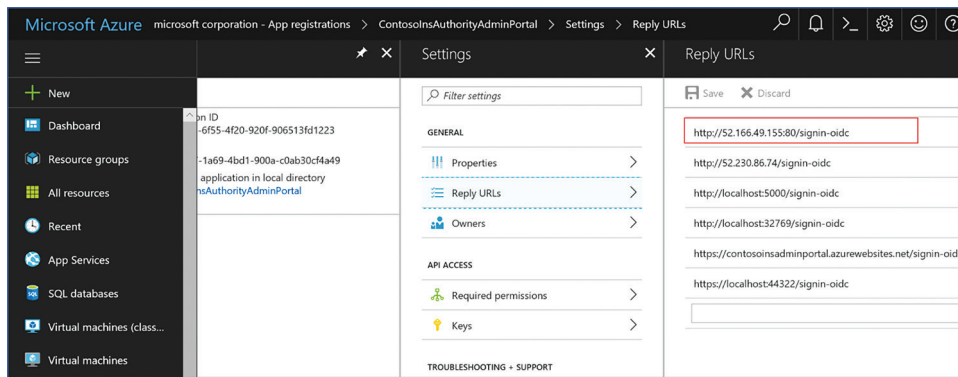 Microsoft Azure microsoft corporation - App registrations > ContosoInsAuthorityAdminPortal > Settings > Reply URLs
New
Dashboard
Resource groups
All resources
Recent
App Services
SQL databases
Virtual machines (class...
Virtual machines
on ID
-6f55-4f20-920f-906513fd1223
-1a69-4bd1-900a-c0ab30cf4a49
application in local directory
nsAuthorityAdminPortal
Settings
Filter settings
GENERAL
Properties
Reply URLs
Owners
API ACCESS
Required permissions
Keys
TROUBLESHOOTING + SUPPORT
Reply URLs
Save Discard
http://52.166.49.155:80/signin-oidc
http://52.230.86.74/signin-oidc
http://localhost:5000/signin-oidc
http://localhost:32769/signin-oidc
https://contosoinsadminportal.azurewebsites.net/signin-oid
https://localhost:44322/signin-oidc